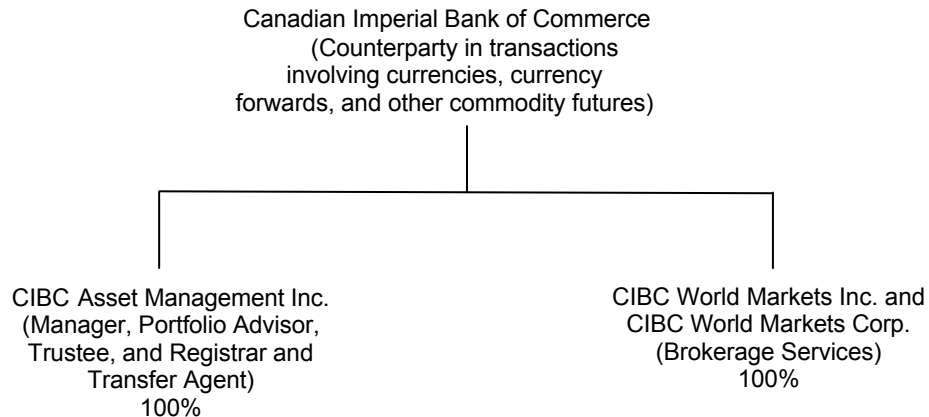 Canadian Imperial Bank of Commerce
(Counterparty in transactions
involving currencies, currency
forwards, and other commodity futures)
CIBC Asset Management Inc.
(Manager, Portfolio Advisor,
Trustee, and Registrar and
Transfer Agent)
100%
CIBC World Markets Inc. and
CIBC World Markets Corp.
(Brokerage Services)
100%